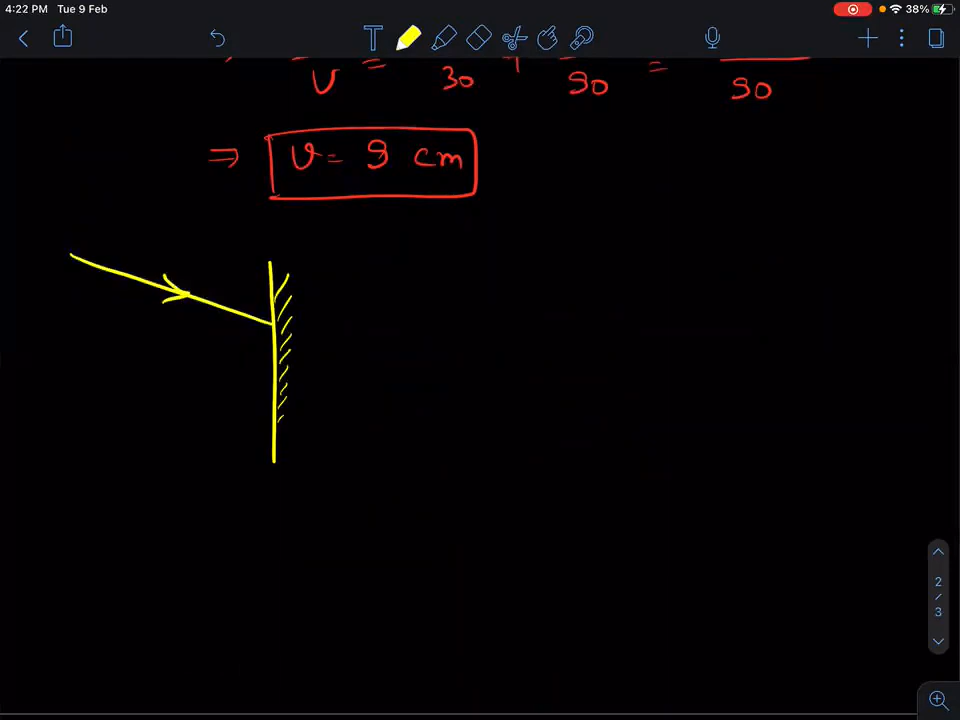 4:22 PM Tue 9 Feb 38%
T
⇒ V = 30 + 90 = 90
⇒ v = 9 cm
2
/
3